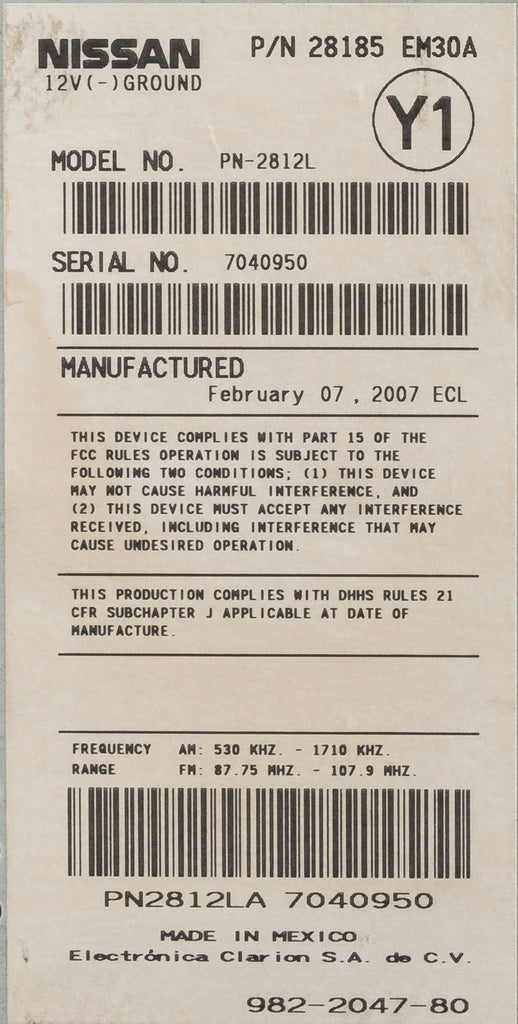 NISSAN P/N 28185 EM30A
12V(-)GROUND
Y1
MODEL NO. PN-2812L
SERIAL NO. 7040950
MANUFACTURED
February 07, 2007 ECL
THIS DEVICE COMPLIES WITH PART 15 OF THE
FCC RULES OPERATION IS SUBJECT TO THE
FOLLOWING TWO CONDITIONS; (1) THIS DEVICE
MAY NOT CAUSE HARMFUL INTERFERENCE, AND
(2) THIS DEVICE MUST ACCEPT ANY INTERFERENCE
RECEIVED, INCLUDING INTERFERENCE THAT MAY
CAUSE UNDESIRED OPERATION.
THIS PRODUCTION COMPLIES WITH DHHS RULES 21
CFR SUBCHAPTER J APPLICABLE AT DATE OF
MANUFACTURE.
FREQUENCY AM: 530 KHZ. - 1710 KHZ.
RANGE FM: 87.75 MHZ. - 107.9 MHZ.
PN2812LA 7040950
MADE IN MEXICO
Electrónica Clarion S.A. de C.V.
982-2047-80